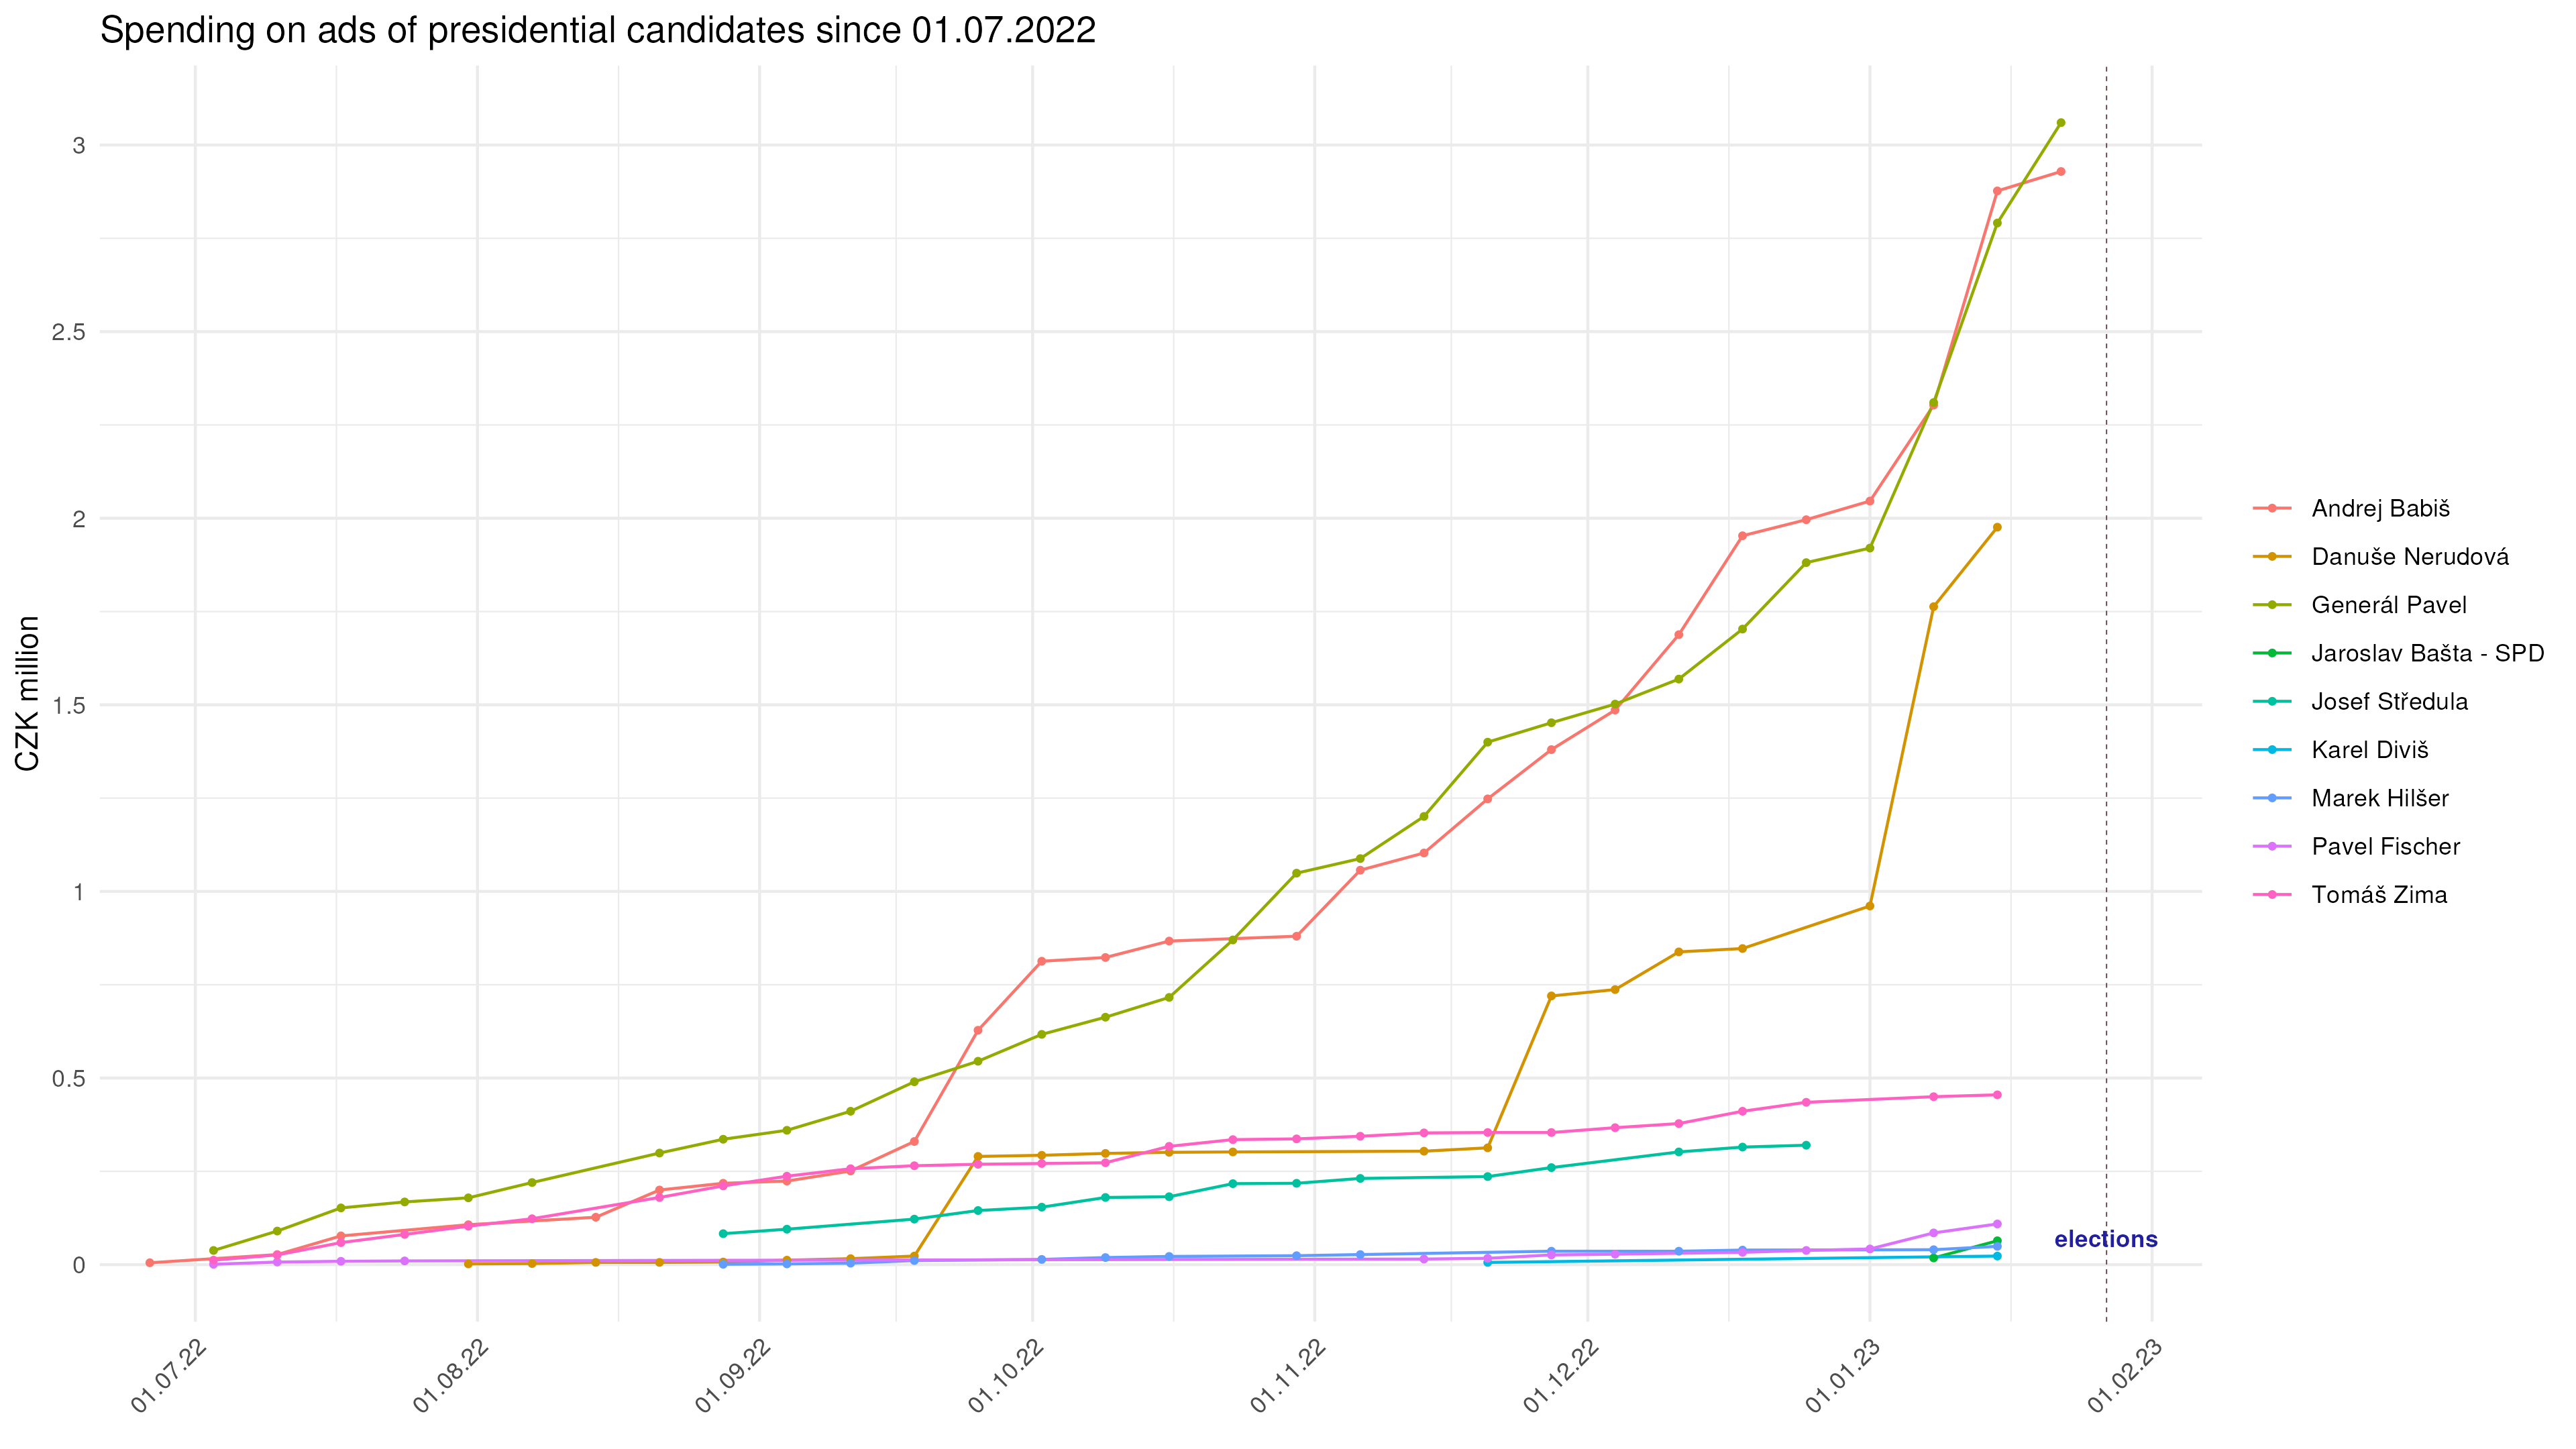 Spending on ads of presidential candidates since 01.07.2022
CZK million
3
2.5
2
1.5
1
0.5
0
01.07.22
01.08.22
01.09.22
01.10.22
01.11.22
01.12.22
01.01.23
01.02.23
elections
Andrej Babiš
Danuše Nerudová
Generál Pavel
Jaroslav Bašta - SPD
Josef Středula
Karel Diviš
Marek Hilšer
Pavel Fischer
Tomáš Zima